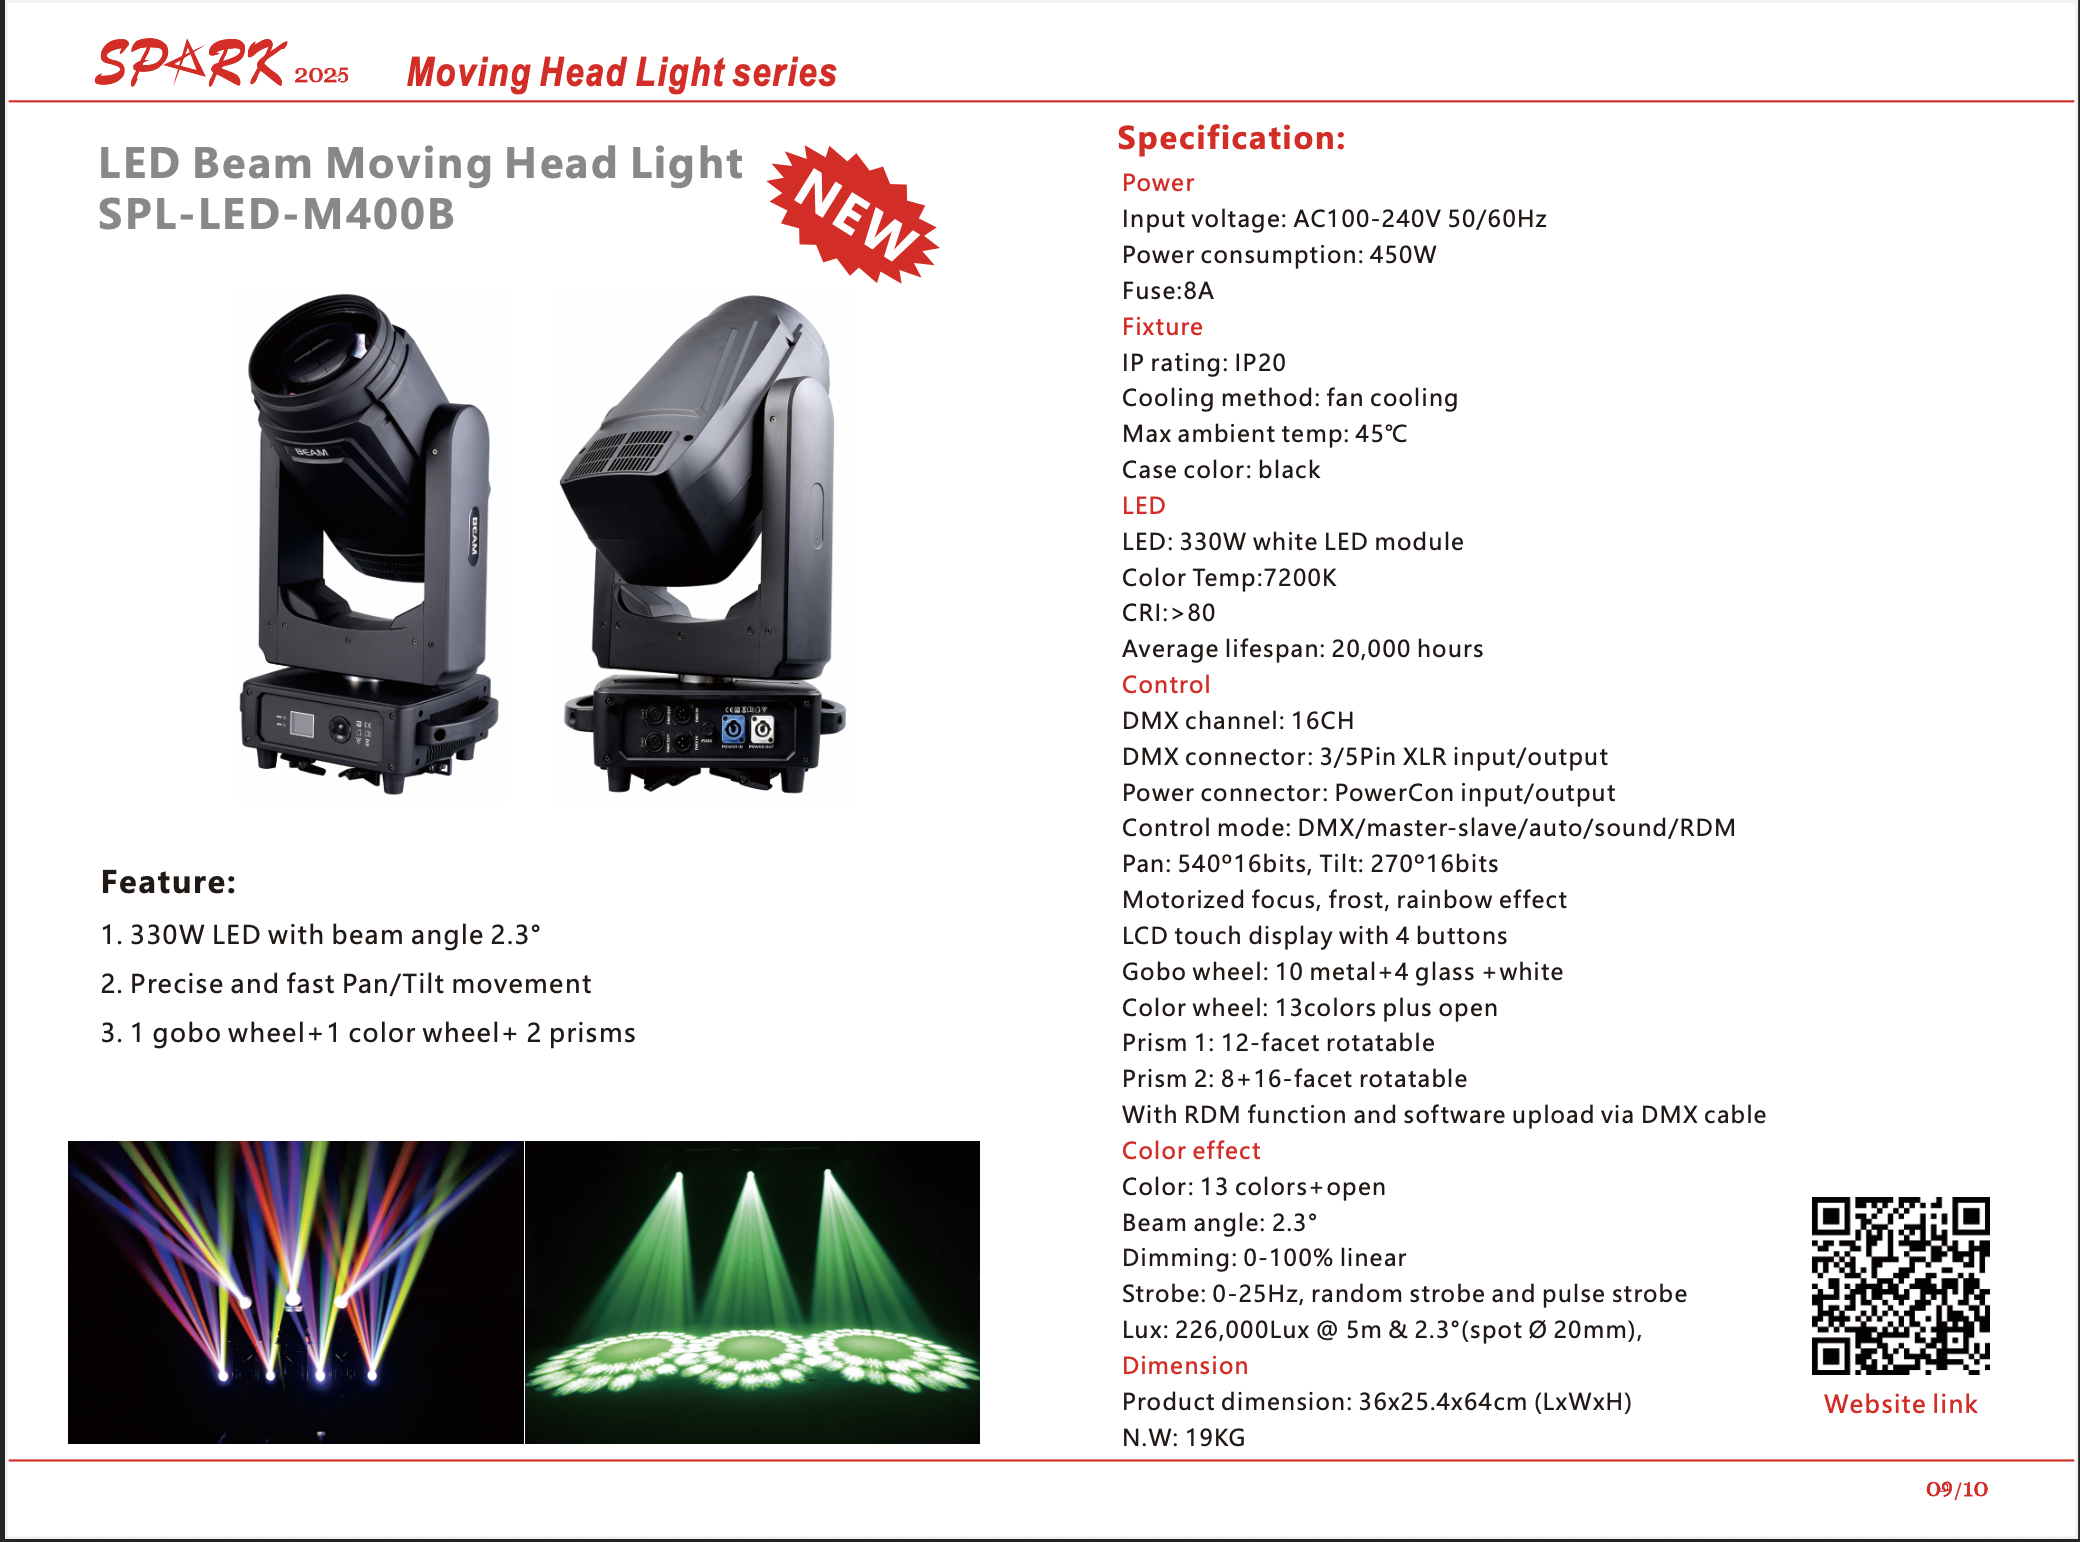 SPARK 2025 Moving Head Light series
LED Beam Moving Head Light
SPL-LED-M400B
NEW
BEAM
BEAM
POWER IN
POWER OUT
FUSE
Feature:
1. 330W LED with beam angle 2.3°
2. Precise and fast Pan/Tilt movement
3. 1 gobo wheel+1 color wheel+ 2 prisms
Specification:
Power
Input voltage: AC100-240V 50/60Hz
Power consumption: 450W
Fuse:8A
Fixture
IP rating: IP20
Cooling method: fan cooling
Max ambient temp: 45℃
Case color: black
LED
LED: 330W white LED module
Color Temp:7200K
CRI:>80
Average lifespan: 20,000 hours
Control
DMX channel: 16CH
DMX connector: 3/5Pin XLR input/output
Power connector: PowerCon input/output
Control mode: DMX/master-slave/auto/sound/RDM
Pan: 540º16bits, Tilt: 270º16bits
Motorized focus, frost, rainbow effect
LCD touch display with 4 buttons
Gobo wheel: 10 metal+4 glass +white
Color wheel: 13colors plus open
Prism 1: 12-facet rotatable
Prism 2: 8+16-facet rotatable
With RDM function and software upload via DMX cable
Color effect
Color: 13 colors+open
Beam angle: 2.3°
Dimming: 0-100% linear
Strobe: 0-25Hz, random strobe and pulse strobe
Lux: 226,000Lux @ 5m & 2.3°(spot Ø 20mm),
Dimension
Product dimension: 36x25.4x64cm (LxWxH)
N.W: 19KG
Website link
09/10